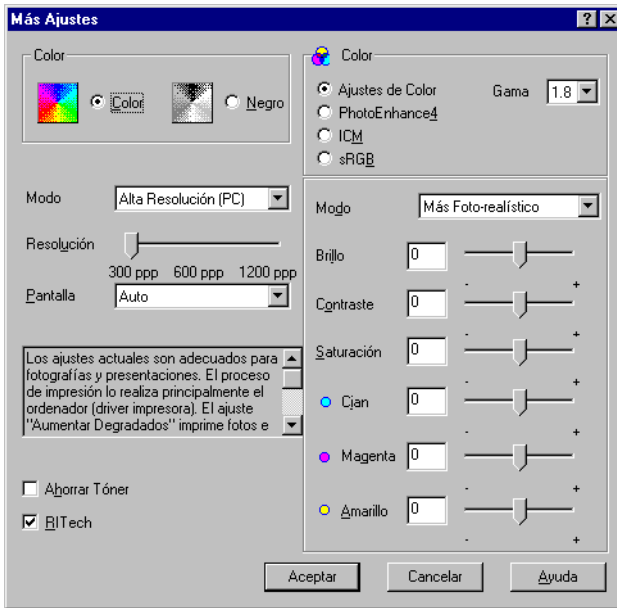 Más Ajustes
Color
Color
Negro
Modo
Alta Resolución (PC)
Resolución
300 ppp 600 ppp 1200 ppp
Pantalla
Auto
Los ajustes actuales son adecuados para
fotografías y presentaciones. El proceso
de impresión lo realiza principalmente el
ordenador (driver impresora). El ajuste
"Aumentar Degradados" imprime fotos e
Ahorrar Tóner
RITech
Color
Ajustes de Color
Gama
1.8
PhotoEnhance4
ICM
sRGB
Modo
Más Foto-realístico
Brillo
0
- +
Contraste
0
- +
Saturación
0
- +
Cian
0
- +
Magenta
0
- +
Amarillo
0
- +
Aceptar
Cancelar
Ayuda